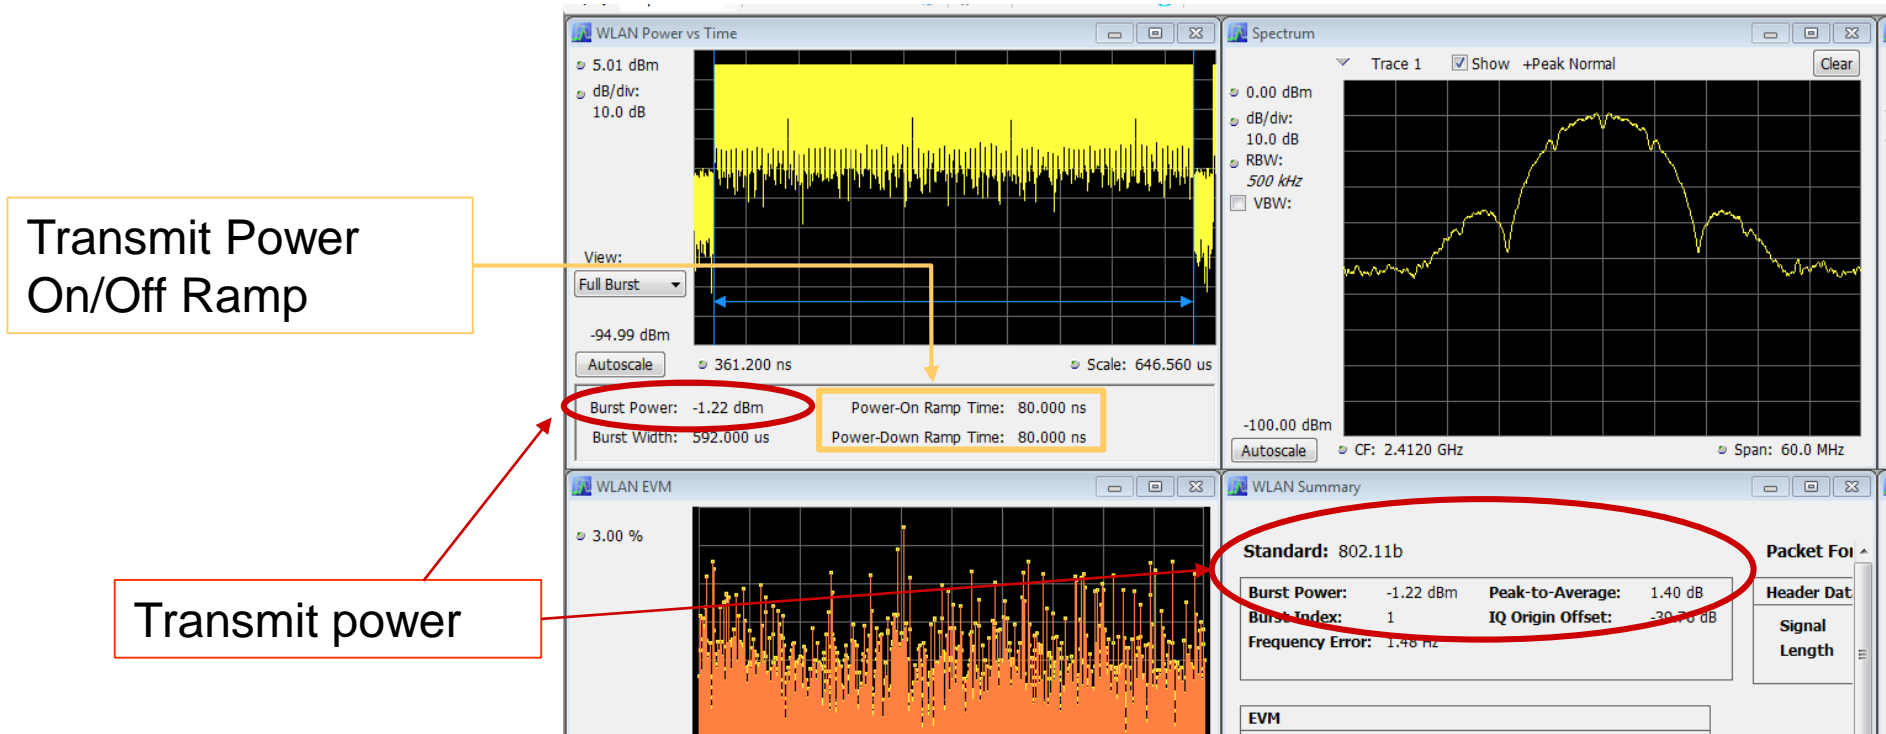 Transmit Power
On/Off Ramp
Transmit power
WLAN Power vs Time
5.01 dBm
dB/div:
10.0 dB
View:
Full Burst
-94.99 dBm
Autoscale
361.200 ns
Scale: 646.560 us
Burst Power: -1.22 dBm
Power-On Ramp Time: 80.000 ns
Burst Width: 592.000 us
Power-Down Ramp Time: 80.000 ns
Spectrum
Trace 1
Show
+Peak Normal
Clear
0.00 dBm
dB/div:
10.0 dB
RBW:
500 kHz
VBW:
-100.00 dBm
Autoscale
CF: 2.4120 GHz
Span: 60.0 MHz
WLAN EVM
3.00 %
WLAN Summary
Standard: 802.11b
Burst Power: -1.22 dBm
Peak-to-Average: 1.40 dB
Burst Index: 1
IQ Origin Offset: -39.76 dB
Frequency Error: 1.48 Hz
Header Dat
Signal
Length
EVM